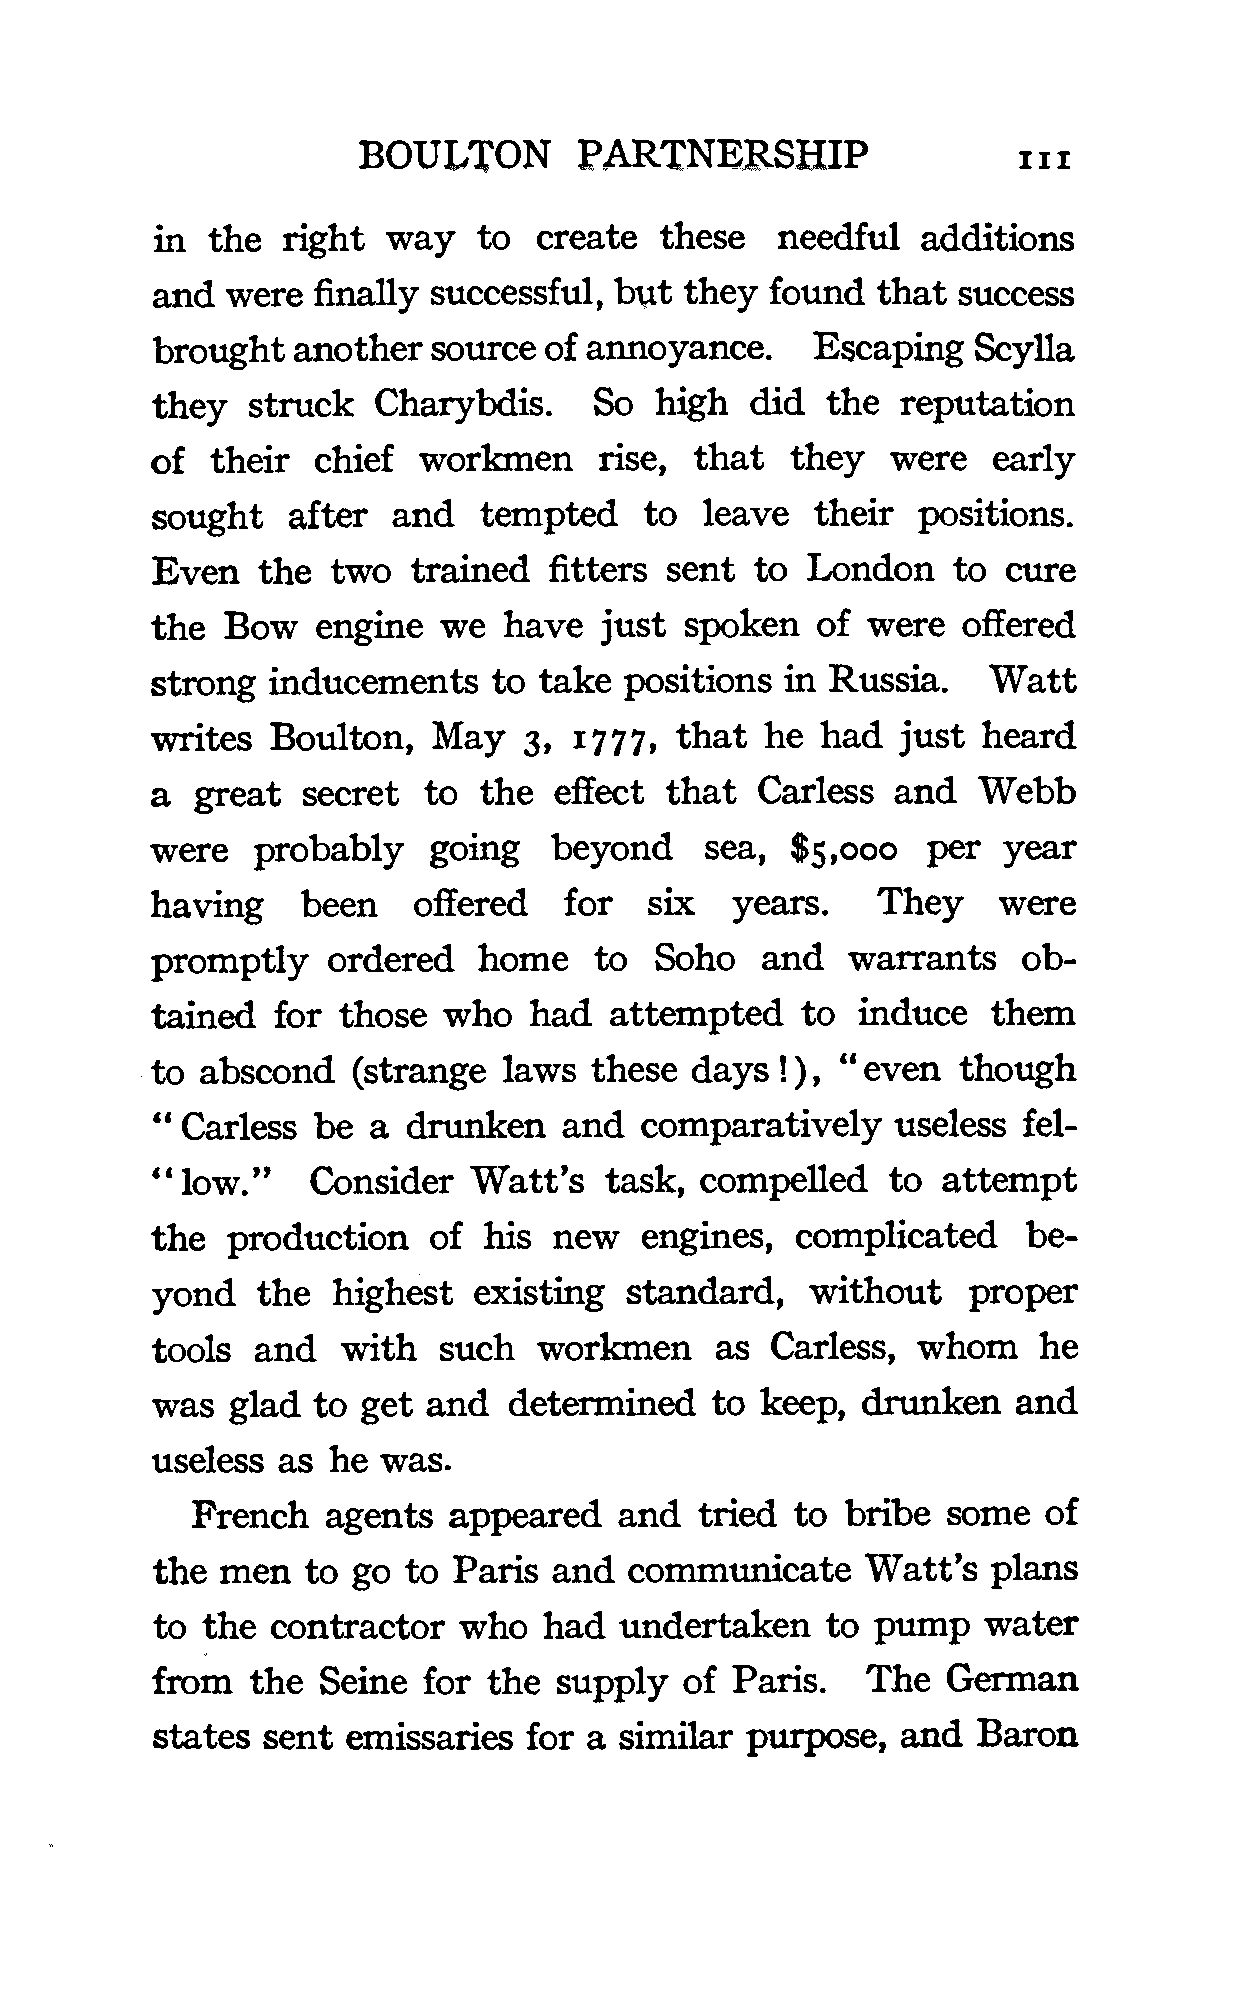 BOULTON PARTNERSHIP 111
in the right way to create these needful additions
and were finally successful, but they found that success
brought another source of annoyance. Escaping Scylla
they struck Charybdis. So high did the reputation
of their chief workmen rise, that they were early
sought after and tempted to leave their positions.
Even the two trained fitters sent to London to cure
the Bow engine we have just spoken of were offered
strong inducements to take positions in Russia. Watt
writes Boulton, May 3, 1777, that he had just heard
a great secret to the effect that Carless and Webb
were probably going beyond sea, $5,000 per year
having been offered for six years. They were
promptly ordered home to Soho and warrants ob-
tained for those who had attempted to induce them
to abscond (strange laws these days!), "even though
"Carless be a drunken and comparatively useless fel-
"low." Consider Watt's task, compelled to attempt
the production of his new engines, complicated be-
yond the highest existing standard, without proper
tools and with such workmen as Carless, whom he
was glad to get and determined to keep, drunken and
useless as he was.
French agents appeared and tried to bribe some of
the men to go to Paris and communicate Watt's plans
to the contractor who had undertaken to pump water
from the Seine for the supply of Paris. The German
states sent emissaries for a similar purpose, and Baron